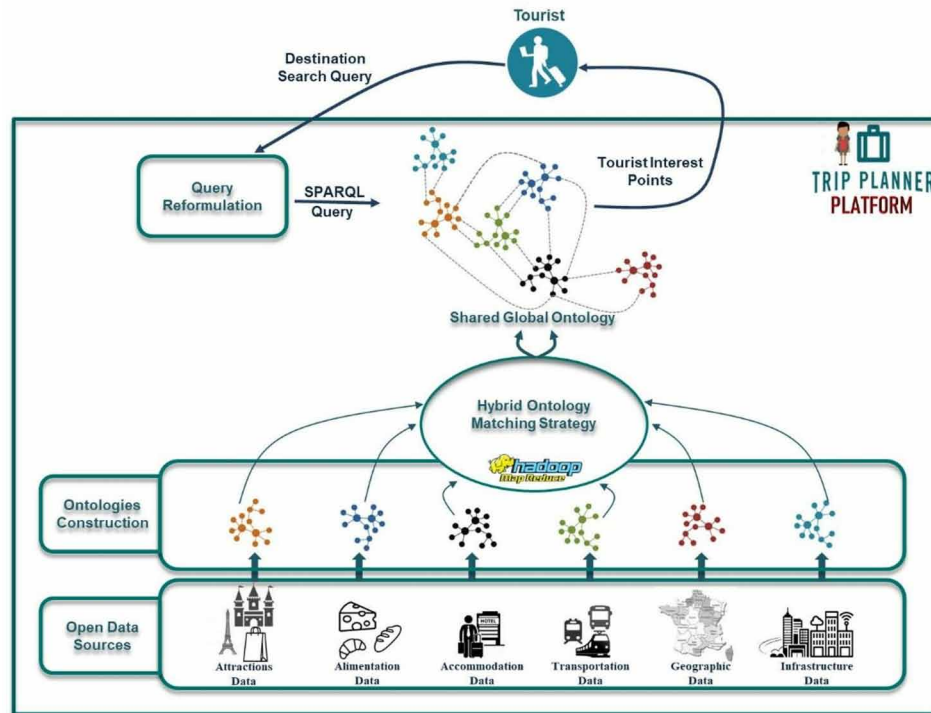 Tourist
Destination
Search Query
Query
Reformulation
SPARQL
Query
Tourist Interest
Points
TRIP PLANNER
PLATFORM
Shared Global Ontology
Hybrid Ontology
Matching Strategy
hadoop
Map Reduce
Ontologies
Construction
Open Data
Sources
HOTEL
Attractions
Data
Alimentation
Data
Accommodation
Data
Transportation
Data
Geographic
Data
Infrastructure
Data